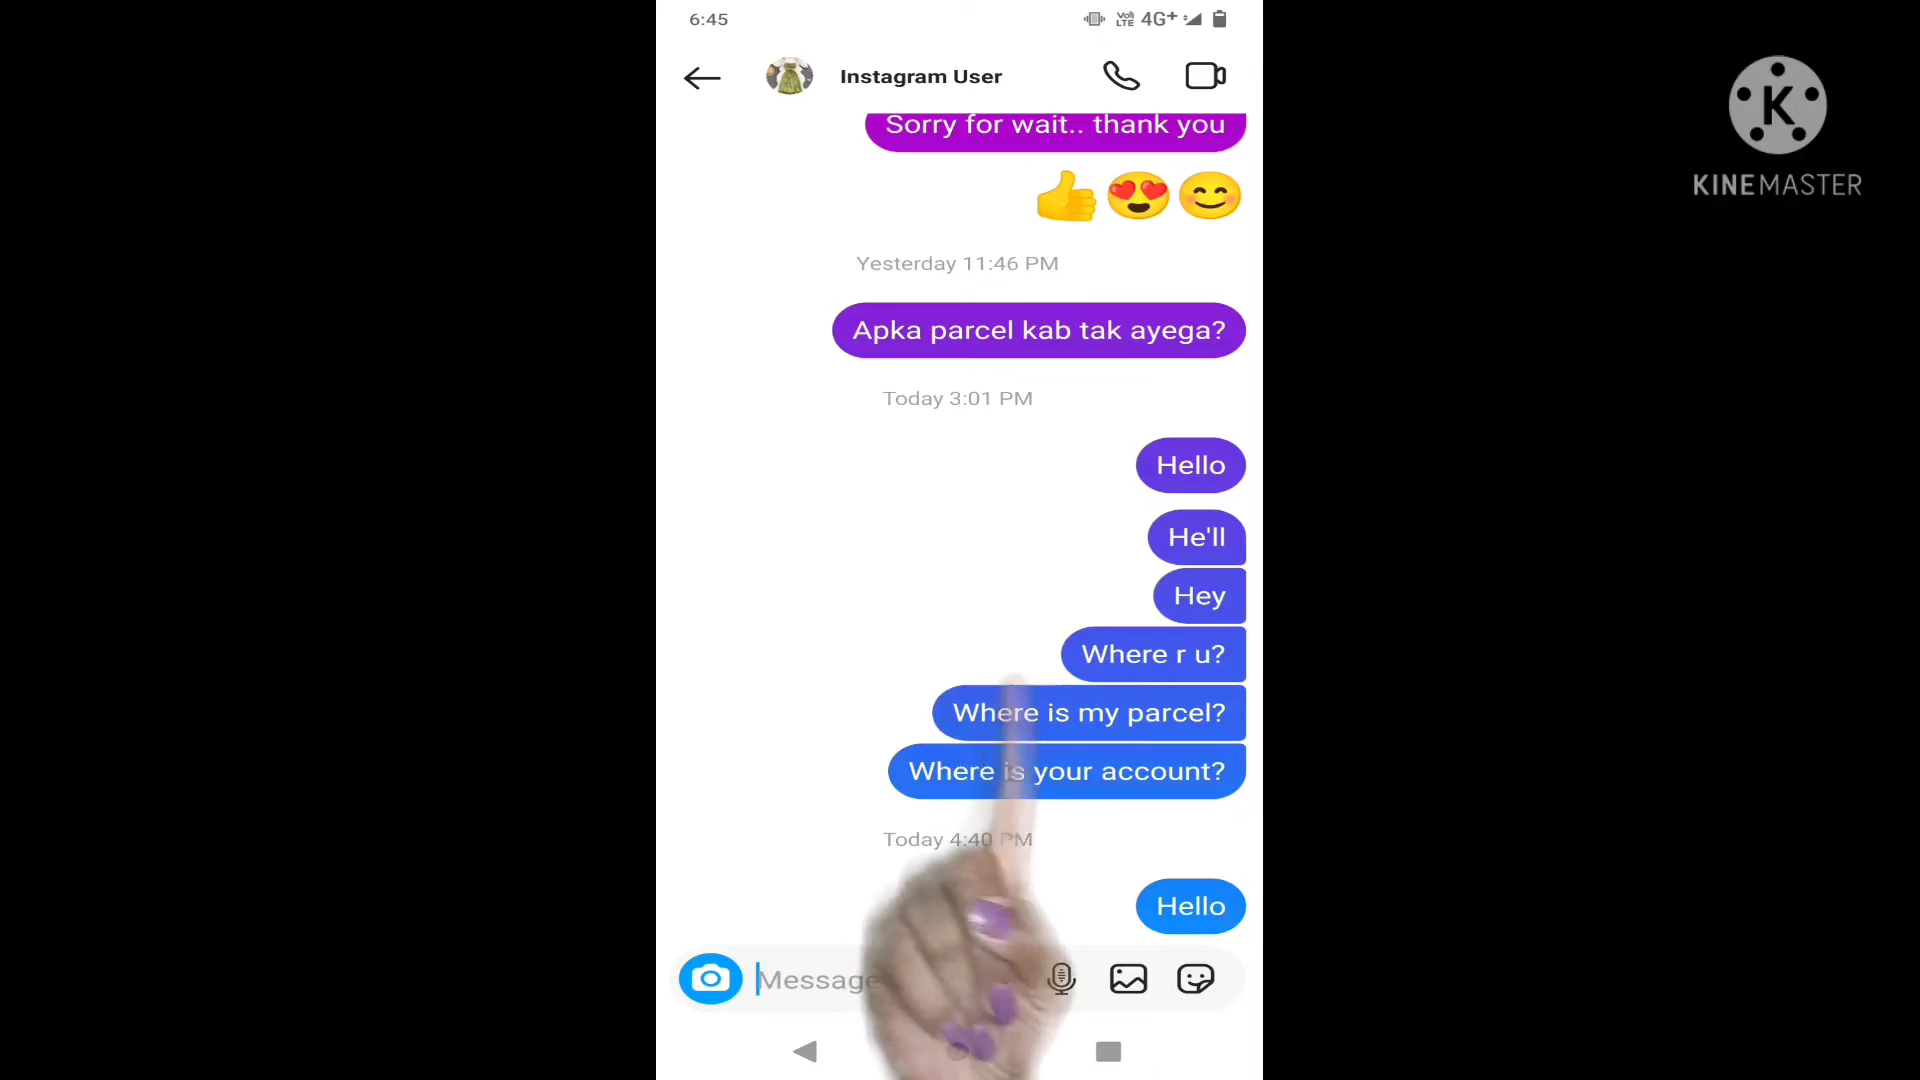 6:45
Vo)) LTE 4G+
Instagram User
Sorry for wait.. thank you
Yesterday 11:46 PM
Apka parcel kab tak ayega?
Today 3:01 PM
Hello
He'll
Hey
Where r u?
Where is my parcel?
Where is your account?
Today 4:40 PM
Hello
Message
K
KINEMASTER